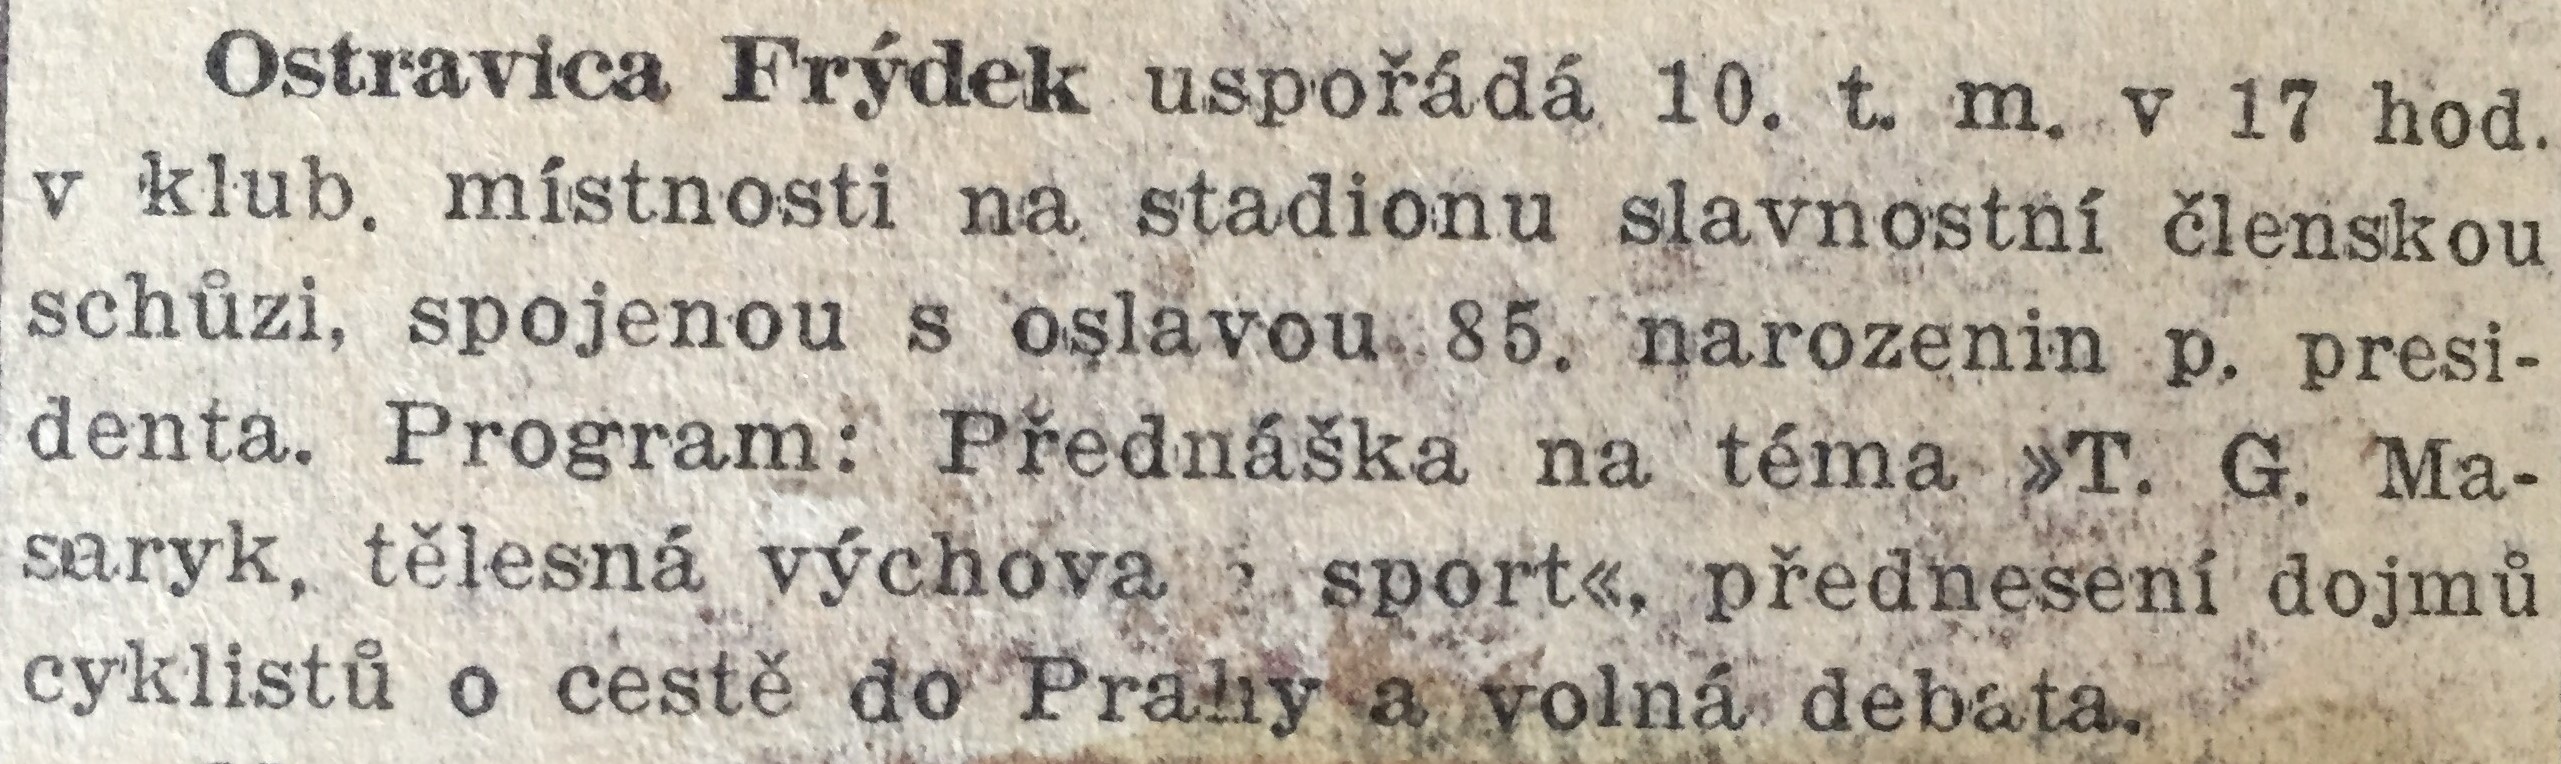 Ostravica Frýdek uspořádá 10. t. m. v 17 hod.
v klub. místnosti na stadionu slavnostní členskou
schůzi, spojenou s oslavou 85. narozenin p. presi-
denta. Program: Přednáška na téma »T. G. Ma-
saryk, tělesná výchova sport«, přednesení dojmů
cyklistů o cestě do Prahy a volná debata.